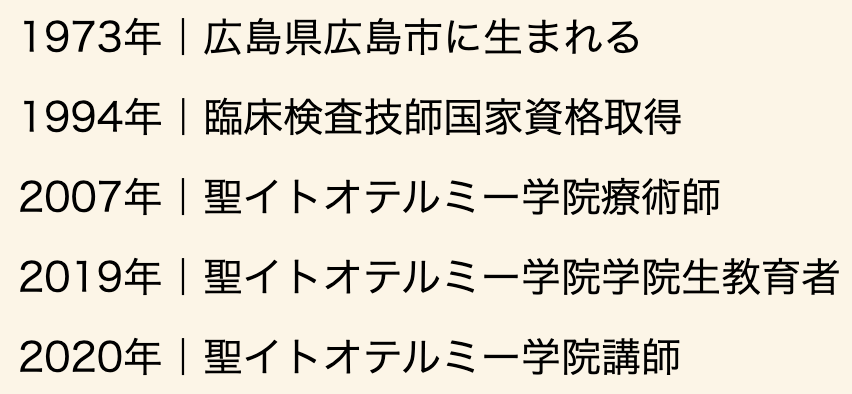 1973年｜広島県広島市に生まれる
1994年｜臨床検査技師国家資格取得
2007年｜聖イトオテルミー学院療術師
2019年｜聖イトオテルミー学院学院生教育者
2020年｜聖イトオテルミー学院講師